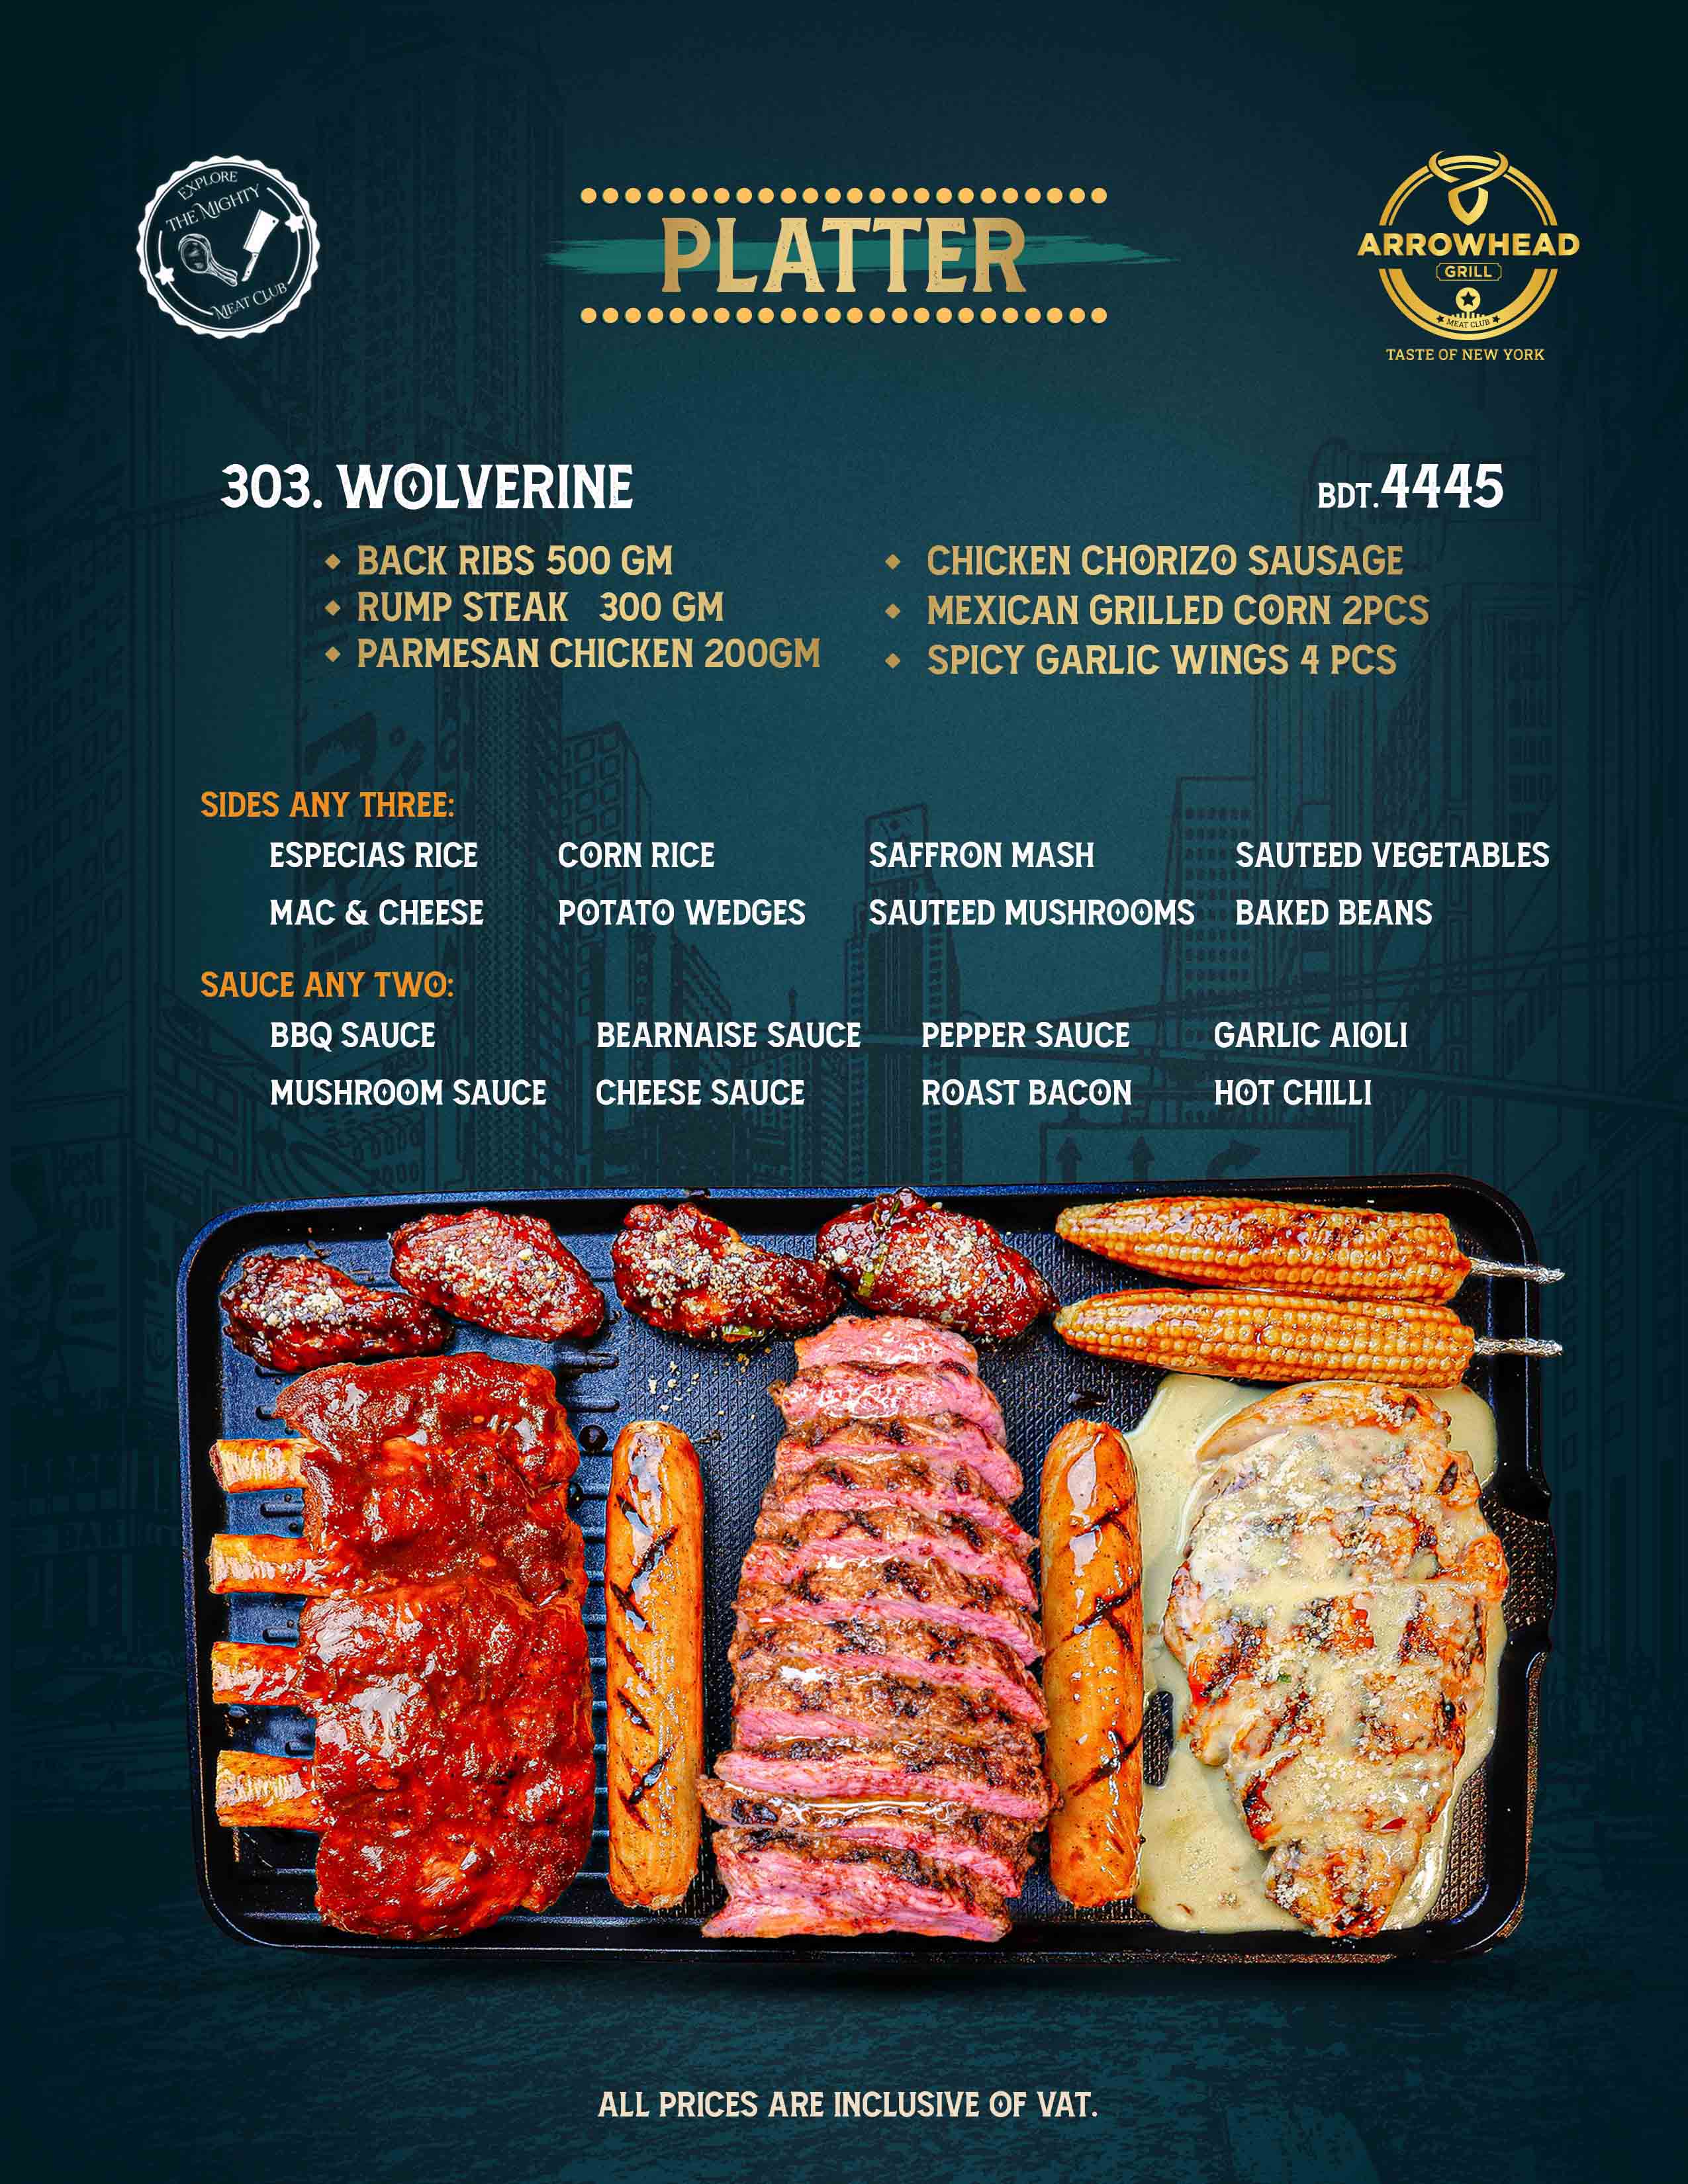 EXPLORE
THE MIGHTY
MEAT CLUB
PLATTER
ARROWHEAD
GRILL
MEAT CLUB
TASTE OF NEW YORK
303. WOLVERINE BDT.4445
BACK RIBS 500 GM
RUMP STEAK 300 GM
PARMESAN CHICKEN 200GM
CHICKEN CHORIZO SAUSAGE
MEXICAN GRILLED CORN 2PCS
SPICY GARLIC WINGS 4 PCS
SIDES ANY THREE:
ESPECIAS RICE CORN RICE SAFFRON MASH SAUTEED VEGETABLES
MAC & CHEESE POTATO WEDGES SAUTEED MUSHROOMS BAKED BEANS
SAUCE ANY TWO:
BBQ SAUCE BEARNAISE SAUCE PEPPER SAUCE GARLIC AIOLI
MUSHROOM SAUCE CHEESE SAUCE ROAST BACON HOT CHILLI
ALL PRICES ARE INCLUSIVE OF VAT.